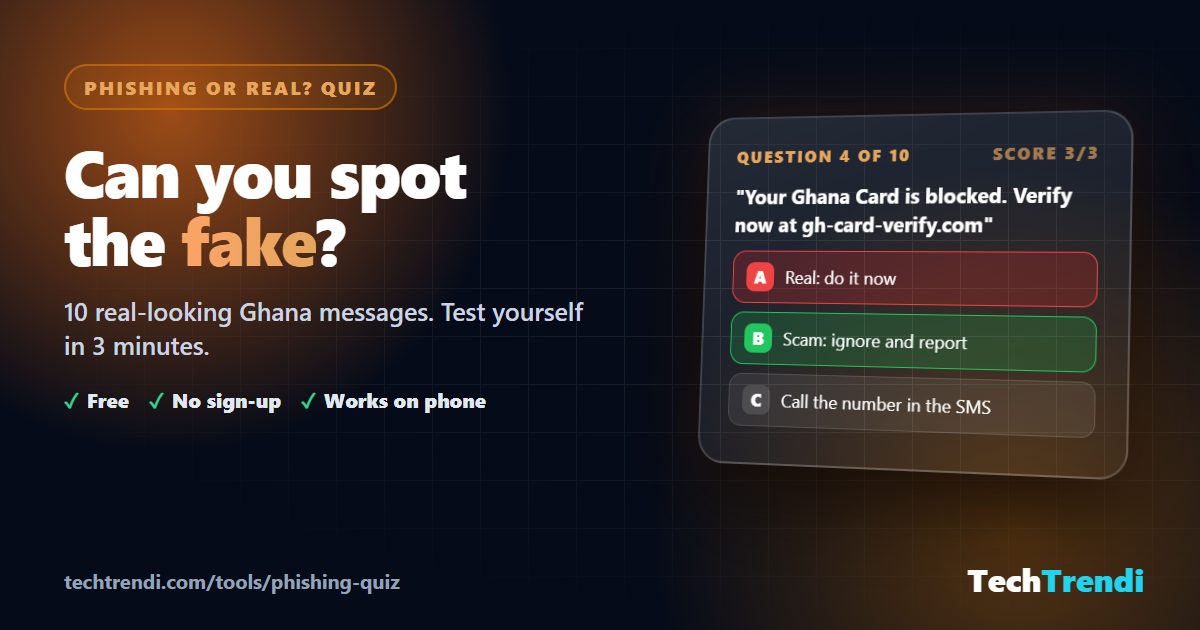 PHISHING OR REAL? QUIZ
Can you spot
the fake?
10 real-looking Ghana messages. Test yourself
in 3 minutes.
✓ Free ✓ No sign-up ✓ Works on phone
QUESTION 4 OF 10 SCORE 3/3
"Your Ghana Card is blocked. Verify
now at gh-card-verify.com"
A Real: do it now
B Scam: ignore and report
C Call the number in the SMS
techtrendi.com/tools/phishing-quiz
TechTrendi